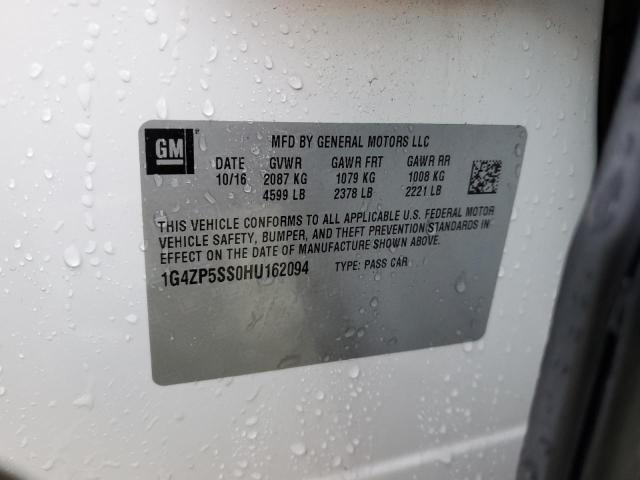 GM
MFD BY GENERAL MOTORS LLC
DATE GVWR GAWR FRT GAWR RR
10/16 2087 KG 1079 KG 1008 KG
4599 LB 2378 LB 2221 LB
THIS VEHICLE CONFORMS TO ALL APPLICABLE U.S. FEDERAL MOTOR
VEHICLE SAFETY, BUMPER, AND THEFT PREVENTION STANDARDS IN
EFFECT ON THE DATE OF MANUFACTURE SHOWN ABOVE.
1G4ZP5SS0HU162094 TYPE: PASS CAR